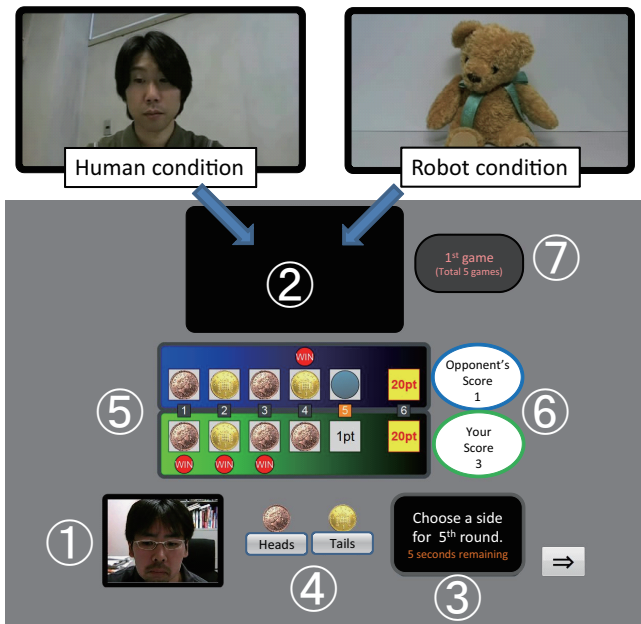 Human condition
Robot condition
②
1st game
(Total 5 games)
⑦
WIN
20pt
Opponent's
Score
1
1 2 3 4 5 6
⑤
⑥
1pt
20pt
WIN WIN WIN
Your
Score
3
①
Heads Tails
④
Choose a side
for 5th round.
5 seconds remaining
③
⇒